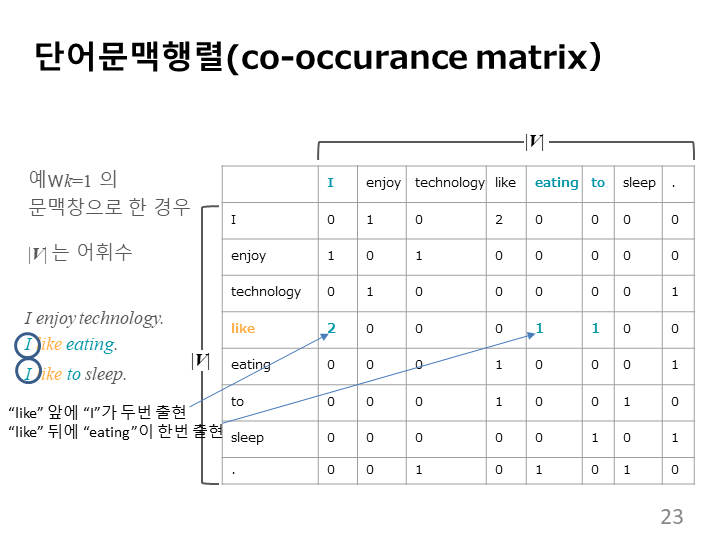 단어문맥행렬(co-occurance matrix)
|V|
예Wk=1 의
문맥창으로 한 경우
|V| 는 어휘수
I enjoy technology.
I like eating.
I like to sleep.
"like" 앞에 "I"가 두번 출현
"like" 뒤에 "eating"이 한번 출현
|V|
I enjoy technology like eating to sleep .
I 0 1 0 2 0 0 0 0
enjoy 1 0 1 0 0 0 0 0
technology 0 1 0 0 0 0 0 1
like 2 0 0 0 1 1 0 0
eating 0 0 0 1 0 0 0 1
to 0 0 0 1 0 0 1 0
sleep 0 0 0 0 0 1 0 1
. 0 0 1 0 1 0 1 0
23